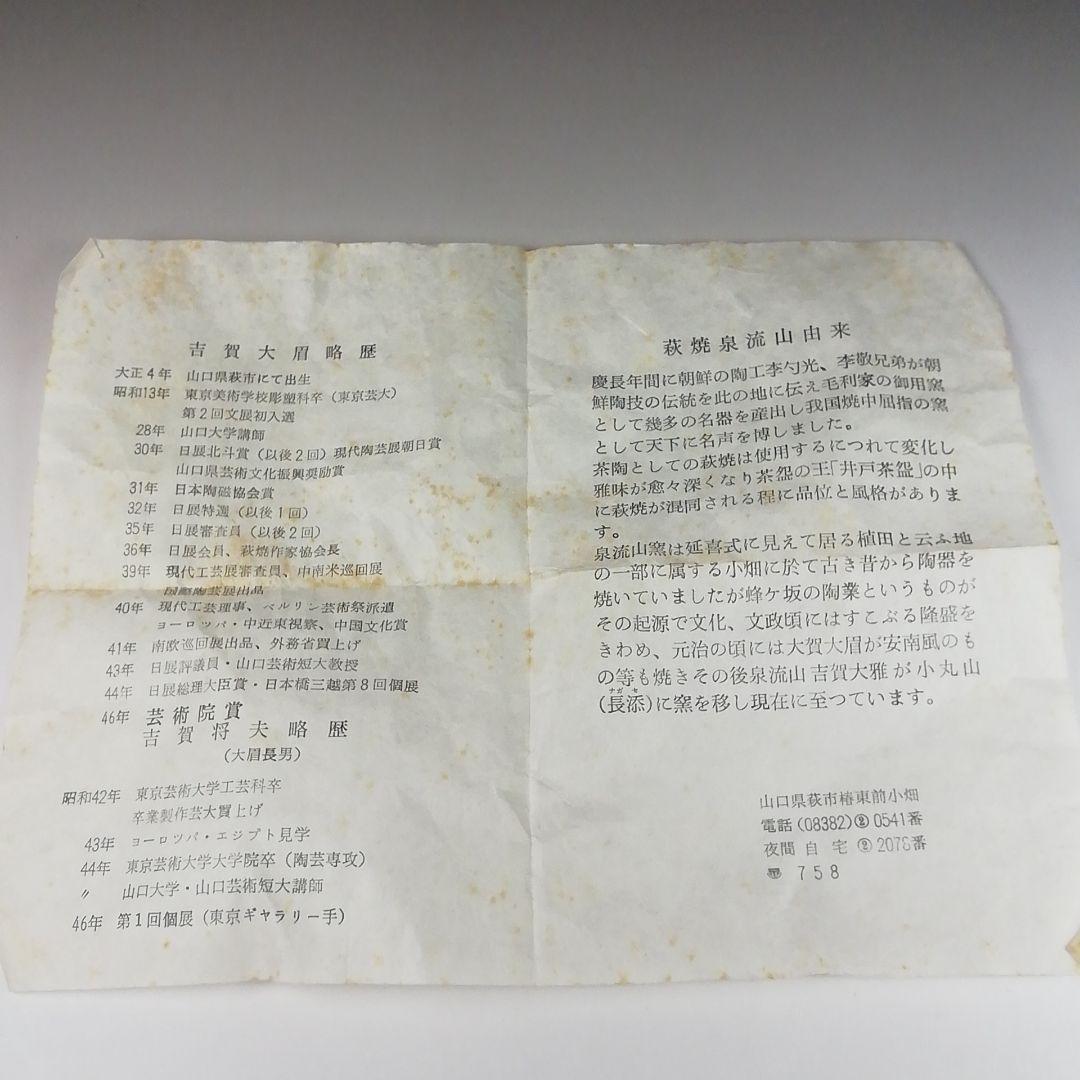 吉賀大眉略歴
大正4年 山口県萩市にて出生
昭和13年 東京美術学校彫塑科卒(東京芸大)
第2回文展初入選
28年 山口大学講師
30年 日展北斗賞(以後2回)現代陶芸展朝日賞
山口県芸術文化振興奨励賞
31年 日本陶磁協会賞
32年 日展特選(以後1回)
35年 日展審査員(以後2回)
36年 日展会員、萩焼作家協会長
39年 現代工芸展審査員、中南米巡回展
国際陶芸展出品
40年 現代工芸理事、ベルリン芸術祭派遣
ヨーロッパ・中近東視察、中国文化賞
41年 南欧巡回展出品、外務省買上げ
43年 日展評議員・山口芸術短大教授
44年 日展総理大臣賞・日本橋三越第8回個展
46年 芸術院賞
吉賀将夫略歴
(大眉長男)
昭和42年 東京芸術大学工芸科卒
卒業製作芸大買上げ
43年 ヨーロツパ・エジプト見学
44年 東京芸術大学大学院卒(陶芸専攻)
〃 山口大学・山口芸術短大講師
46年 第1回個展(東京ギャラリー手)
萩焼泉流山由来
慶長年間に朝鮮の陶工李勺光、李敬兄弟が朝
鮮陶技の伝統を此の地に伝え毛利家の御用窯
として幾多の名器を産出し我国焼中屈指の窯
として天下に名声を博しました。
茶陶としての萩焼は使用するにつれて変化し
雅味が愈々深くなり茶盌の王「井戸茶盌」の中
に萩焼が混同される程に品位と風格がありま
す。
泉流山窯は延喜式に見えて居る植田と云ふ地
の一部に属する小畑に於て古き昔から陶器を
焼いていましたが蜂ケ坂の陶業というものが
その起源で文化、文政頃にはすこぶる隆盛を
きわめ、元治の頃には大賀大眉が安南風のも
の等も焼きその後泉流山吉賀大雅が小丸山
(長添)に窯を移し現在に至つています。
ナガセ
山口県萩市椿東前小畑
電話(08382)②0541番
夜間自宅②2076番
〒758